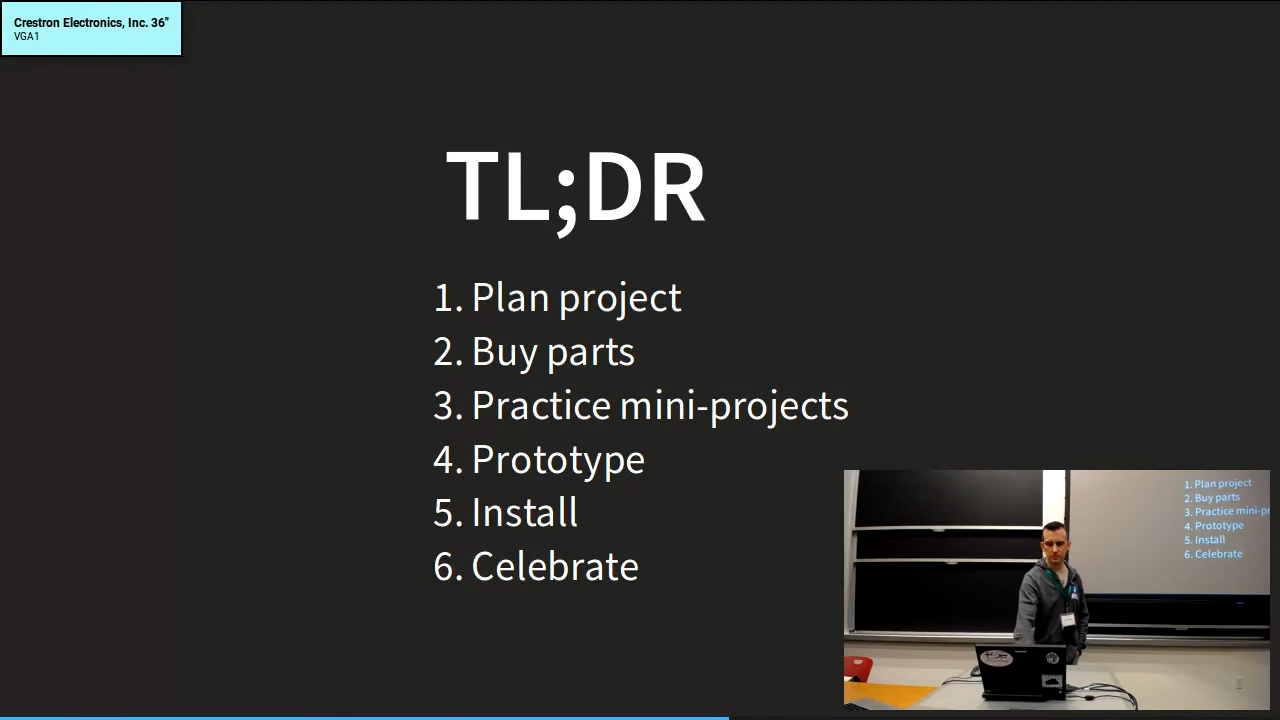 Crestron Electronics, Inc. 36"
VGA1
TL;DR
1. Plan project
2. Buy parts
3. Practice mini-projects
4. Prototype
5. Install
6. Celebrate
1. Plan project
2. Buy parts
3. Practice mini-pr
4. Prototype
5. Install
6. Celebrate